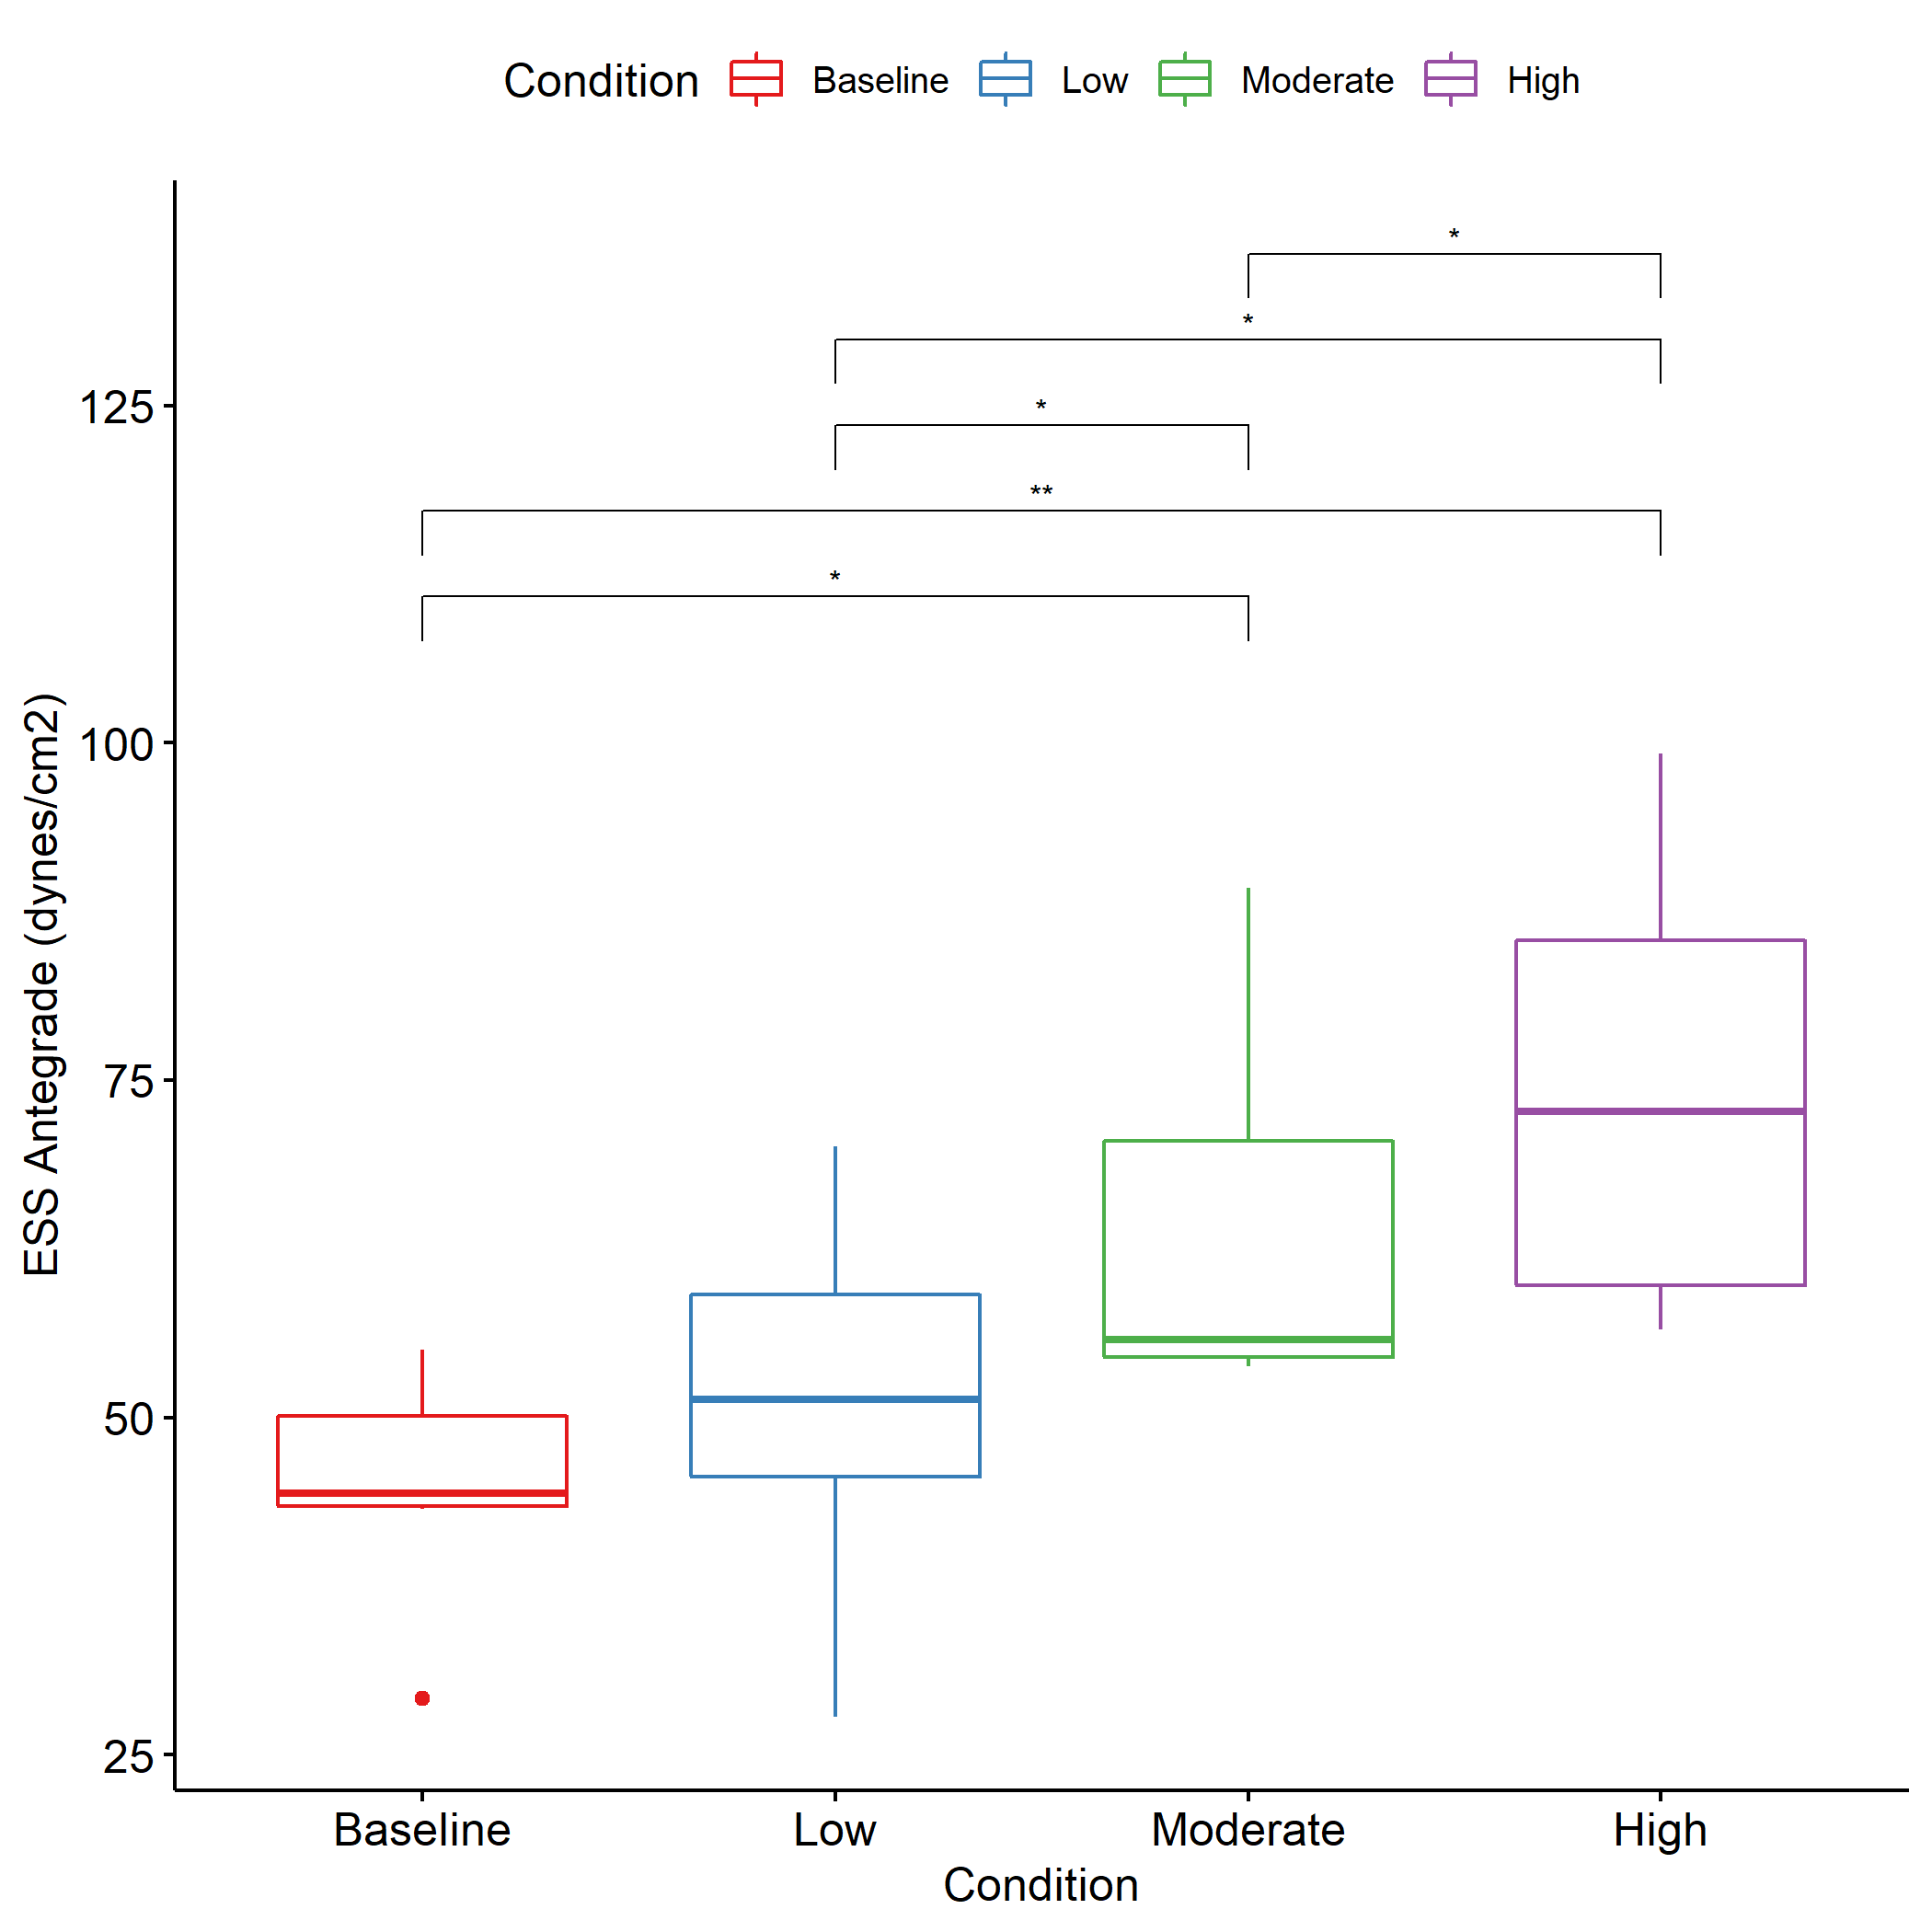 Condition Baseline Low Moderate High
*
*
*
**
*
125
100
75
50
25
ESS Antegrade (dynes/cm2)
Baseline Low Moderate High
Condition